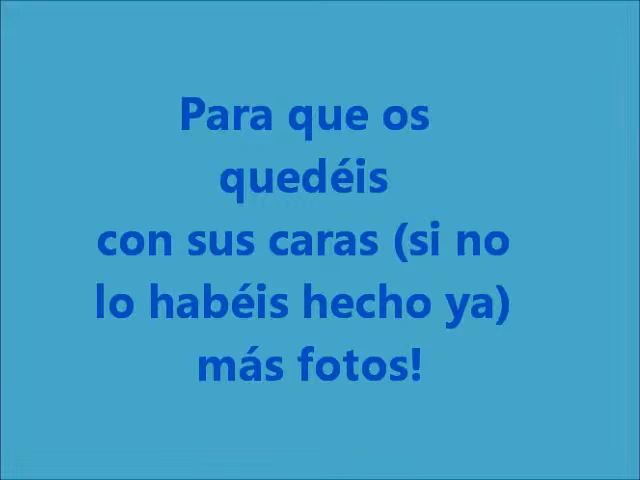 Para que os
quedéis
con sus caras (si no
lo habéis hecho ya)
más fotos!